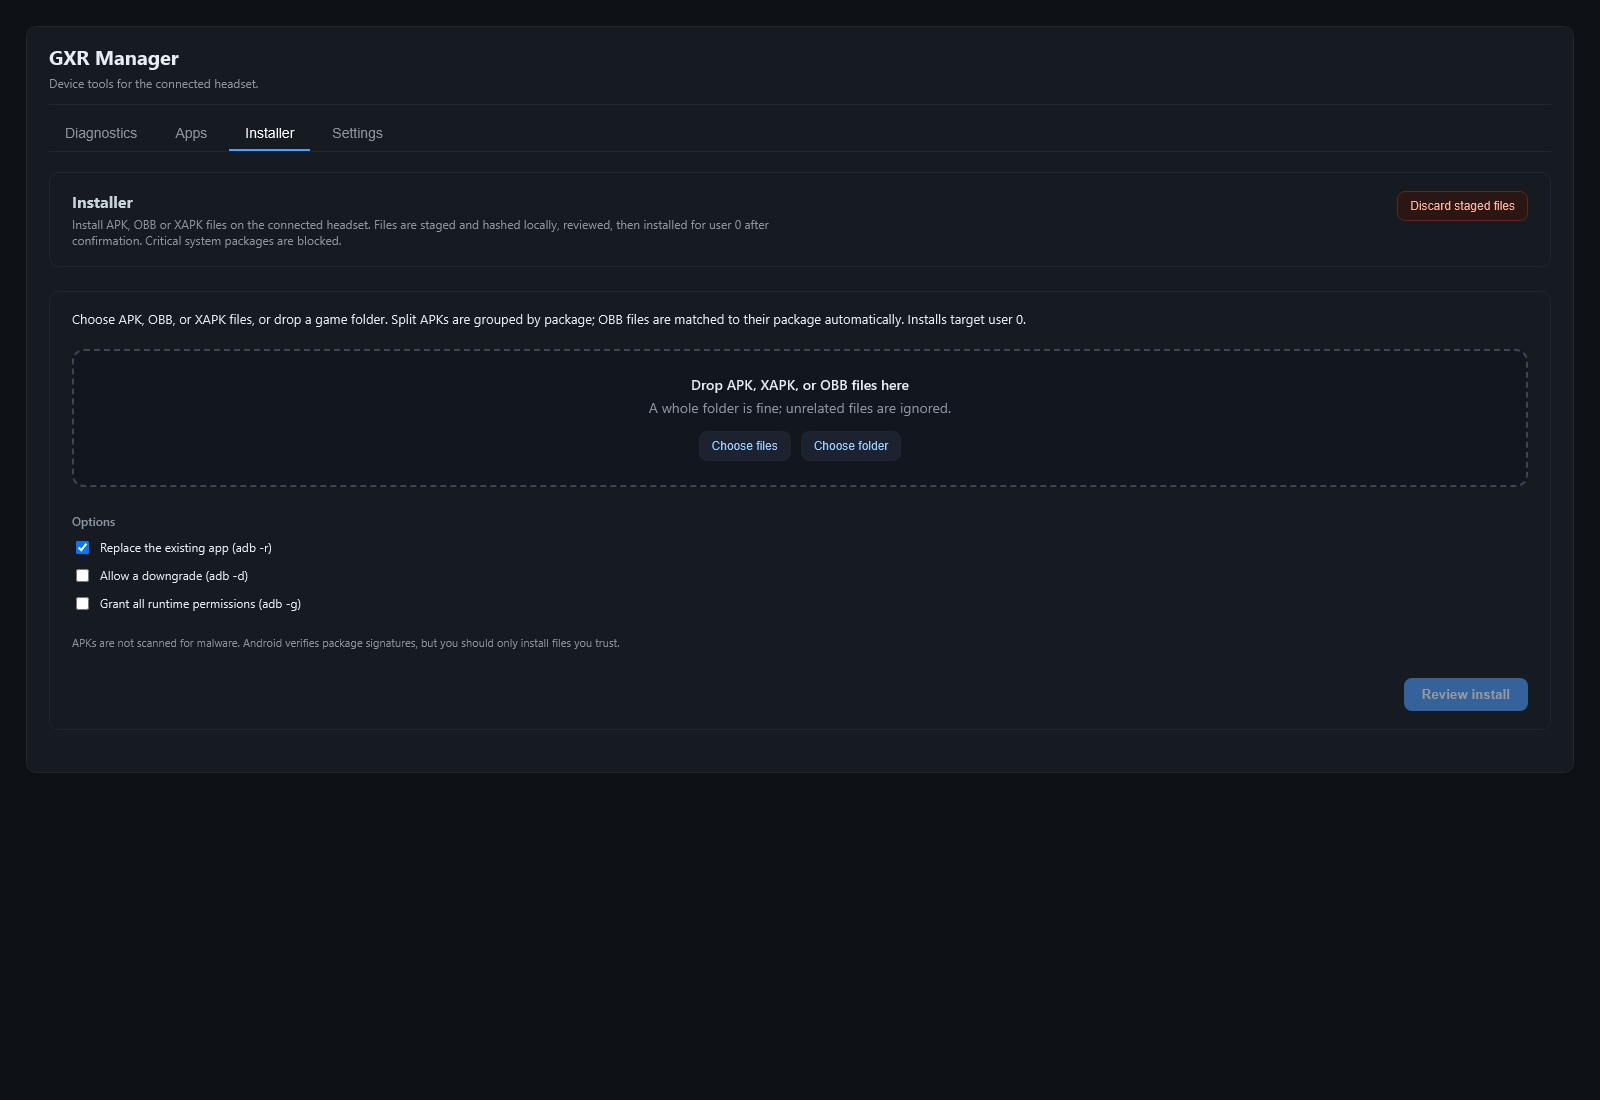 GXR Manager
Device tools for the connected headset.
Diagnostics Apps Installer Settings
Installer
Discard staged files
Install APK, OBB or XAPK files on the connected headset. Files are staged and hashed locally, reviewed, then installed for user 0 after
confirmation. Critical system packages are blocked.
Choose APK, OBB, or XAPK files, or drop a game folder. Split APKs are grouped by package; OBB files are matched to their package automatically. Installs target user 0.
Drop APK, XAPK, or OBB files here
A whole folder is fine; unrelated files are ignored.
Choose files Choose folder
Options
Replace the existing app (adb -r)
Allow a downgrade (adb -d)
Grant all runtime permissions (adb -g)
APKs are not scanned for malware. Android verifies package signatures, but you should only install files you trust.
Review install